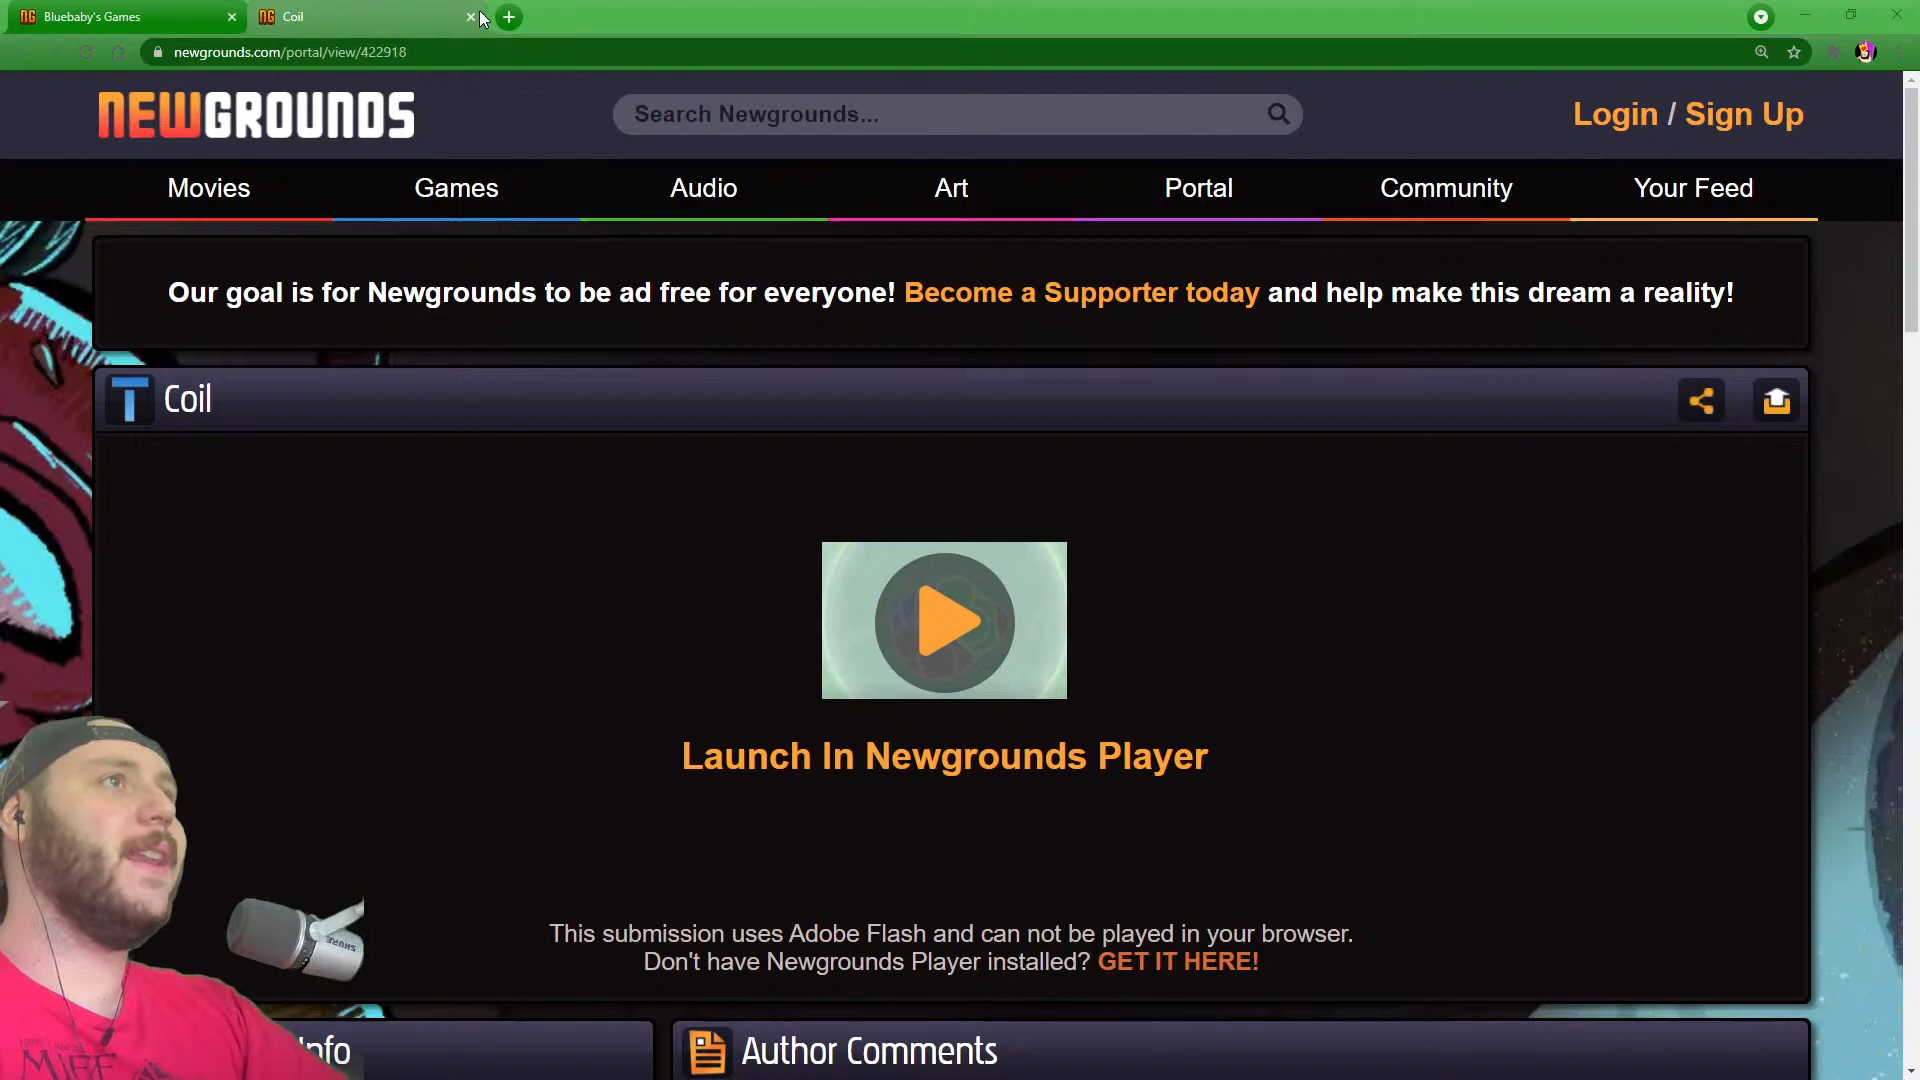 Bluebaby's Games
Coil
newgrounds.com/portal/view/422918
NEWGROUNDS
Search Newgrounds...
Login / Sign Up
Movies
Games
Audio
Art
Portal
Community
Your Feed
Our goal is for Newgrounds to be ad free for everyone! Become a Supporter today and help make this dream a reality!
T
Coil
Launch In Newgrounds Player
This submission uses Adobe Flash and can not be played in your browser.
Don't have Newgrounds Player installed? GET IT HERE!
Info
Author Comments
SHURE